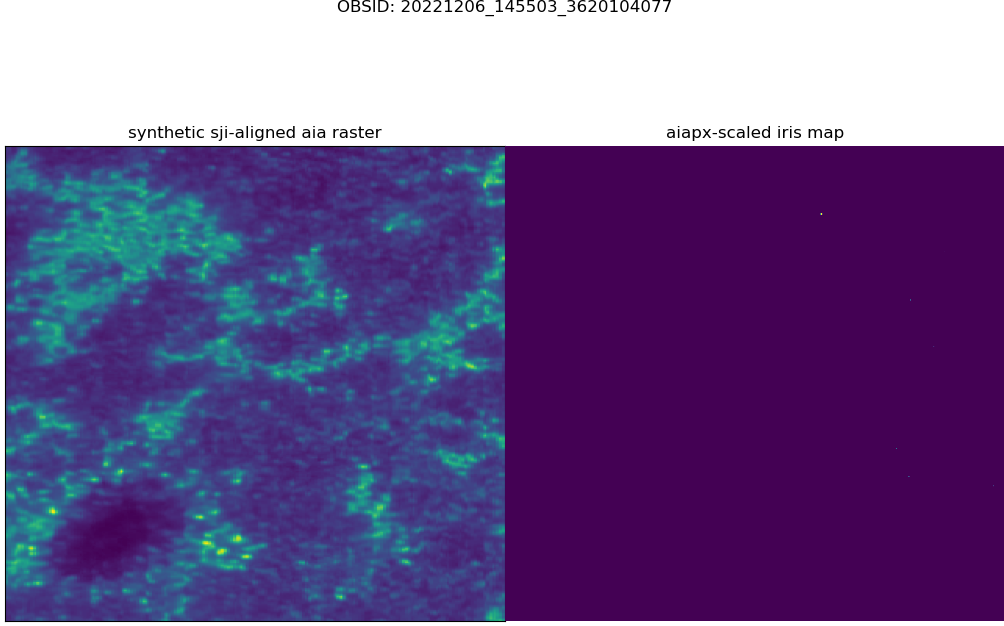 OBSID: 20221206_145503_3620104077
synthetic sji-aligned aia raster
aiapx-scaled iris map